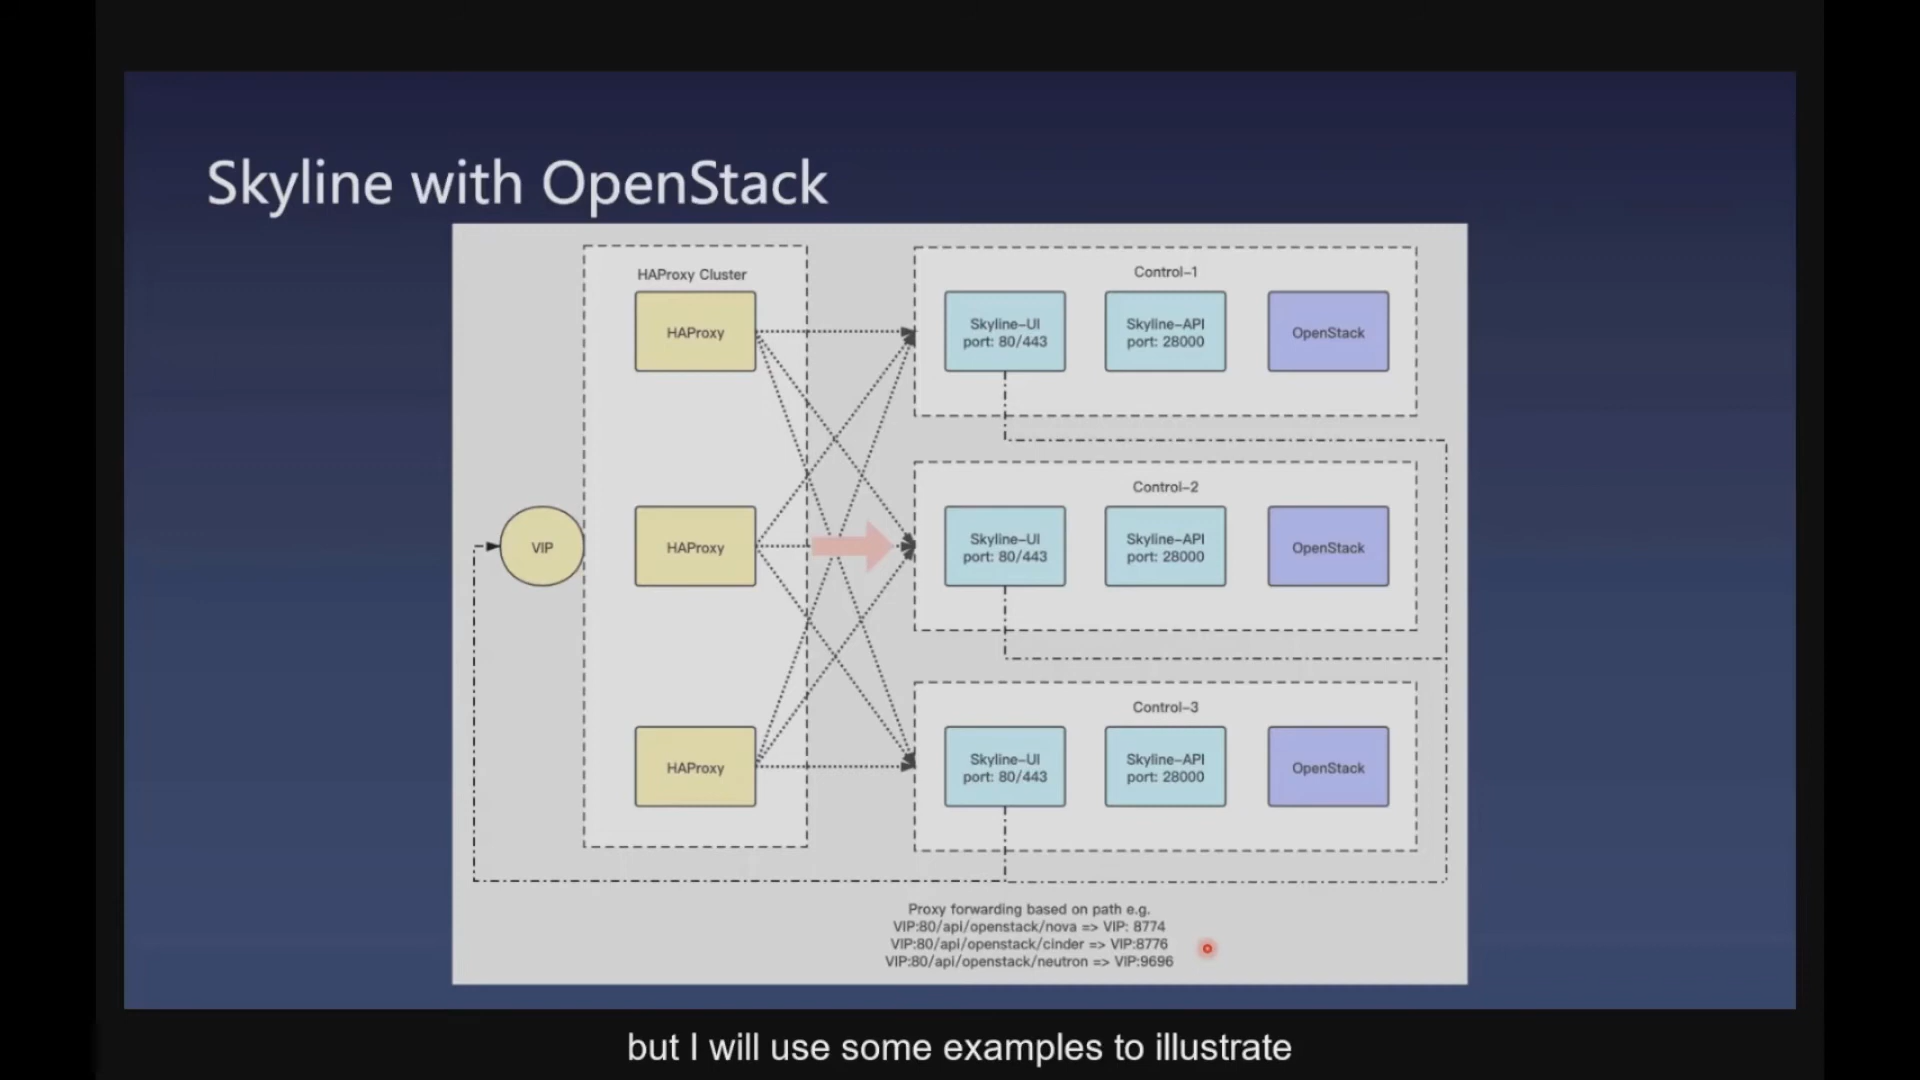 Skyline with OpenStack
HAProxy Cluster
HAProxy
HAProxy
HAProxy
VIP
Control-1
Skyline-UI
port: 80/443
Skyline-API
port: 28000
OpenStack
Control-2
Skyline-UI
port: 80/443
Skyline-API
port: 28000
OpenStack
Control-3
Skyline-UI
port: 80/443
Skyline-API
port: 28000
OpenStack
Proxy forwarding based on path e.g.
VIP:80/api/openstack/nova => VIP: 8774
VIP:80/api/openstack/cinder => VIP:8776
VIP:80/api/openstack/neutron => VIP:9696
but I will use some examples to illustrate